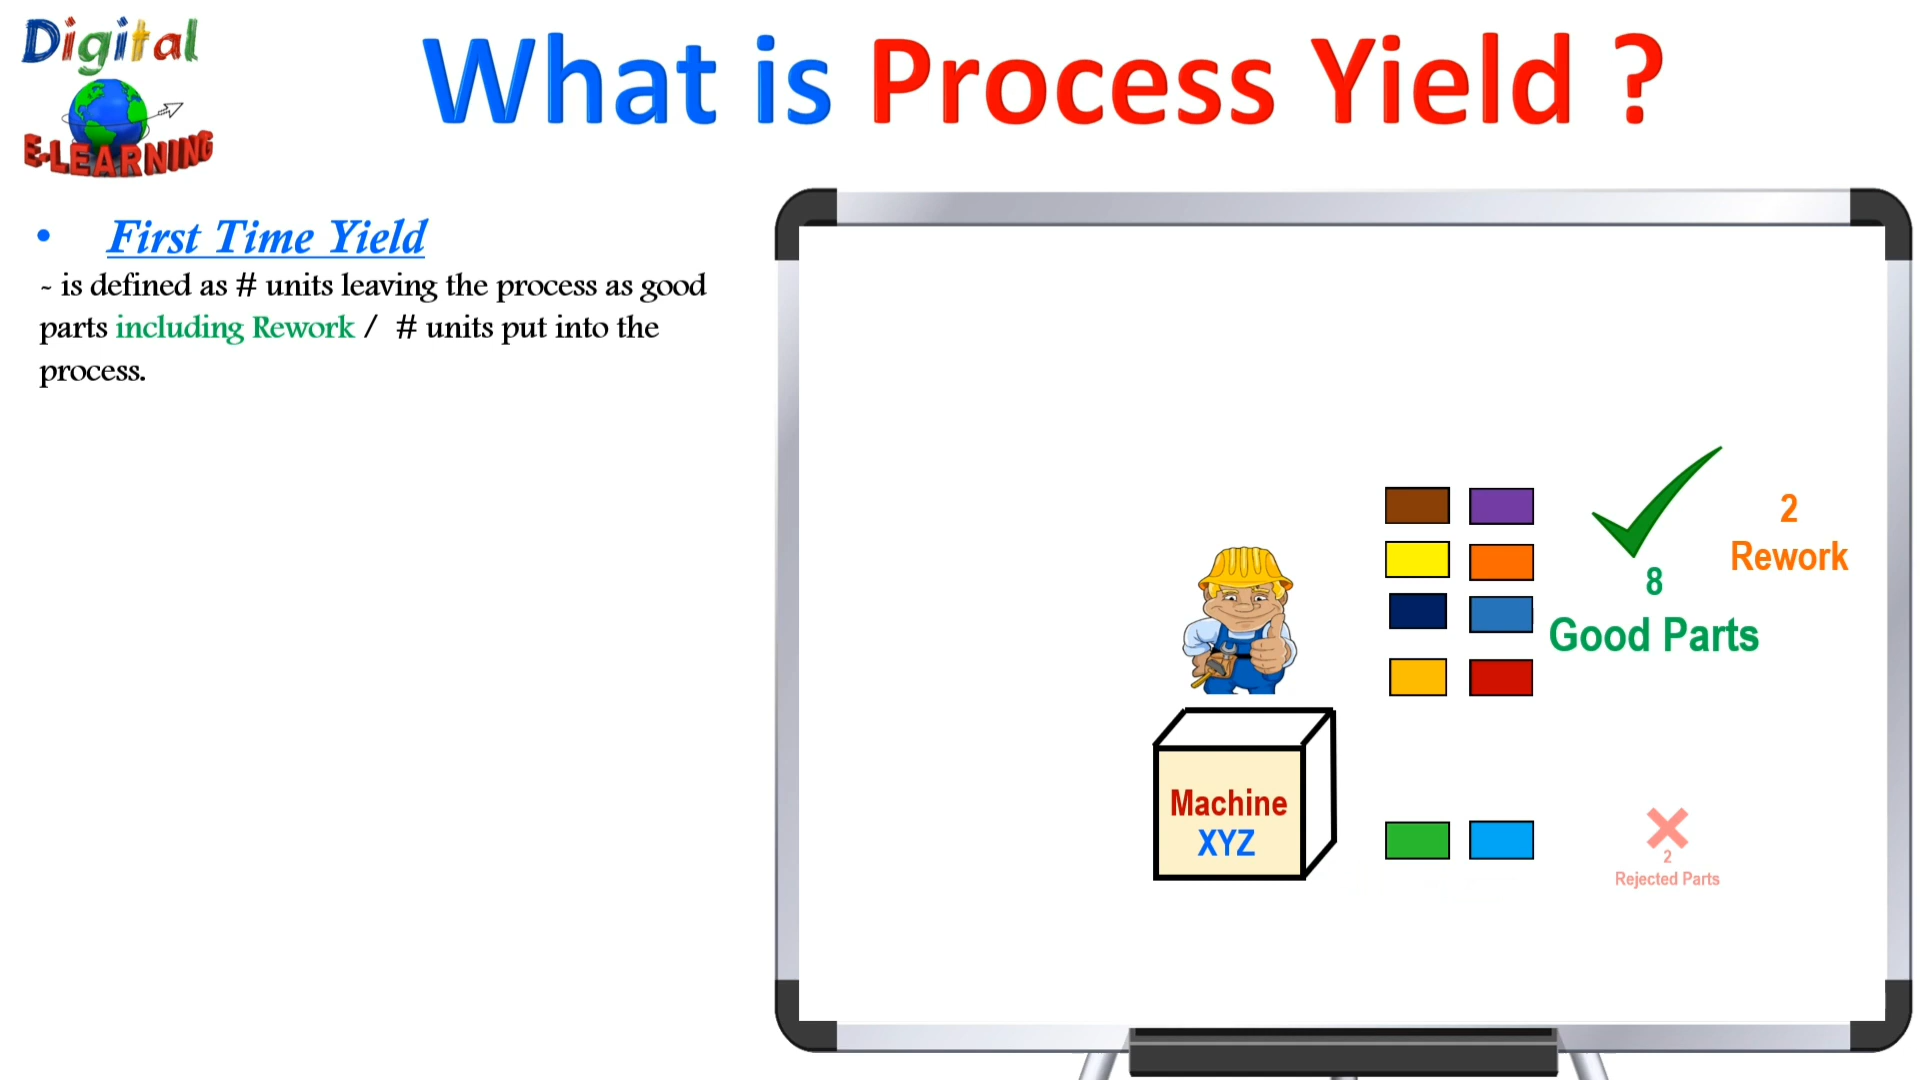 Digital
E-LEARNING
What is Process Yield ?
• First Time Yield
~ is defined as # units leaving the process as good
parts including Rework / # units put into the
process.
2
Rework
8
Good Parts
Machine
XYZ
2
Rejected Parts